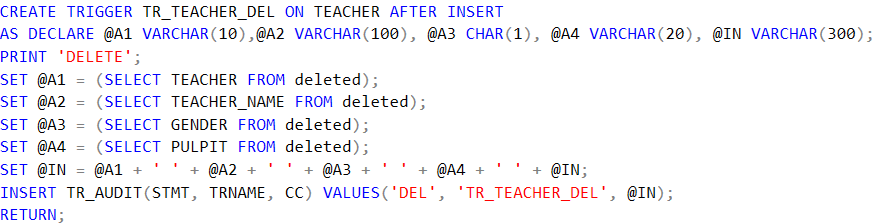 CREATE TRIGGER TR_TEACHER_DEL ON TEACHER AFTER INSERT
AS DECLARE @A1 VARCHAR(10),@A2 VARCHAR(100), @A3 CHAR(1), @A4 VARCHAR(20), @IN VARCHAR(300);
PRINT 'DELETE';
SET @A1 = (SELECT TEACHER FROM deleted);
SET @A2 = (SELECT TEACHER_NAME FROM deleted);
SET @A3 = (SELECT GENDER FROM deleted);
SET @A4 = (SELECT PULPIT FROM deleted);
SET @IN = @A1 + ' ' + @A2 + ' ' + @A3 + ' ' + @A4 + ' ' + @IN;
INSERT TR_AUDIT(STMT, TRNAME, CC) VALUES('DEL', 'TR_TEACHER_DEL', @IN);
RETURN;